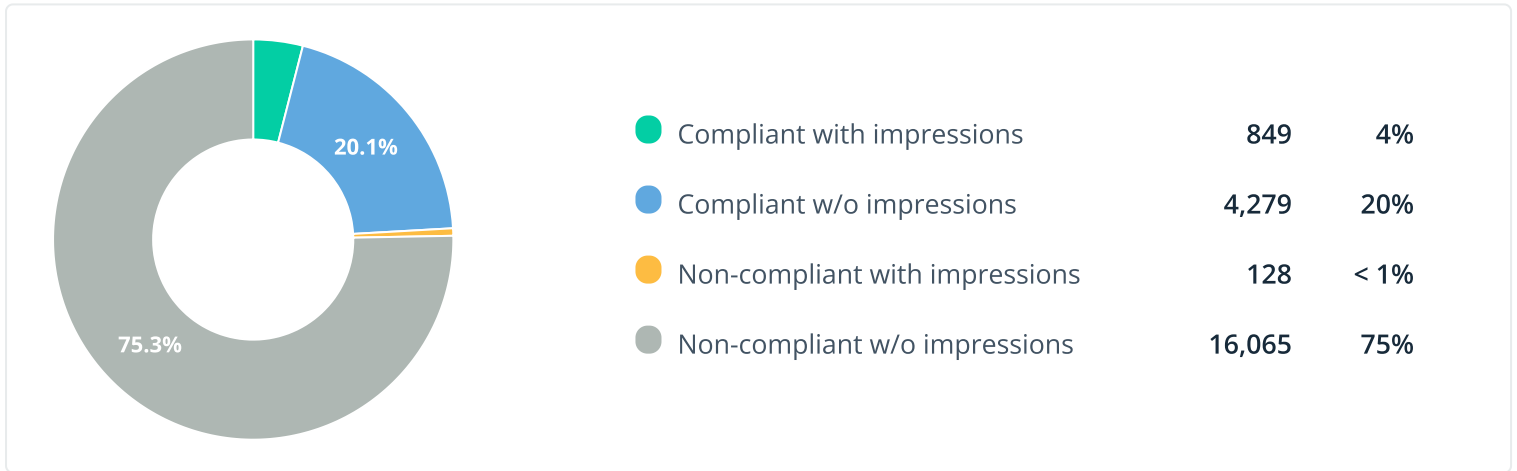 20.1%
75.3%
Compliant with impressions 849 4%
Compliant w/o impressions 4,279 20%
Non-compliant with impressions 128 < 1%
Non-compliant w/o impressions 16,065 75%